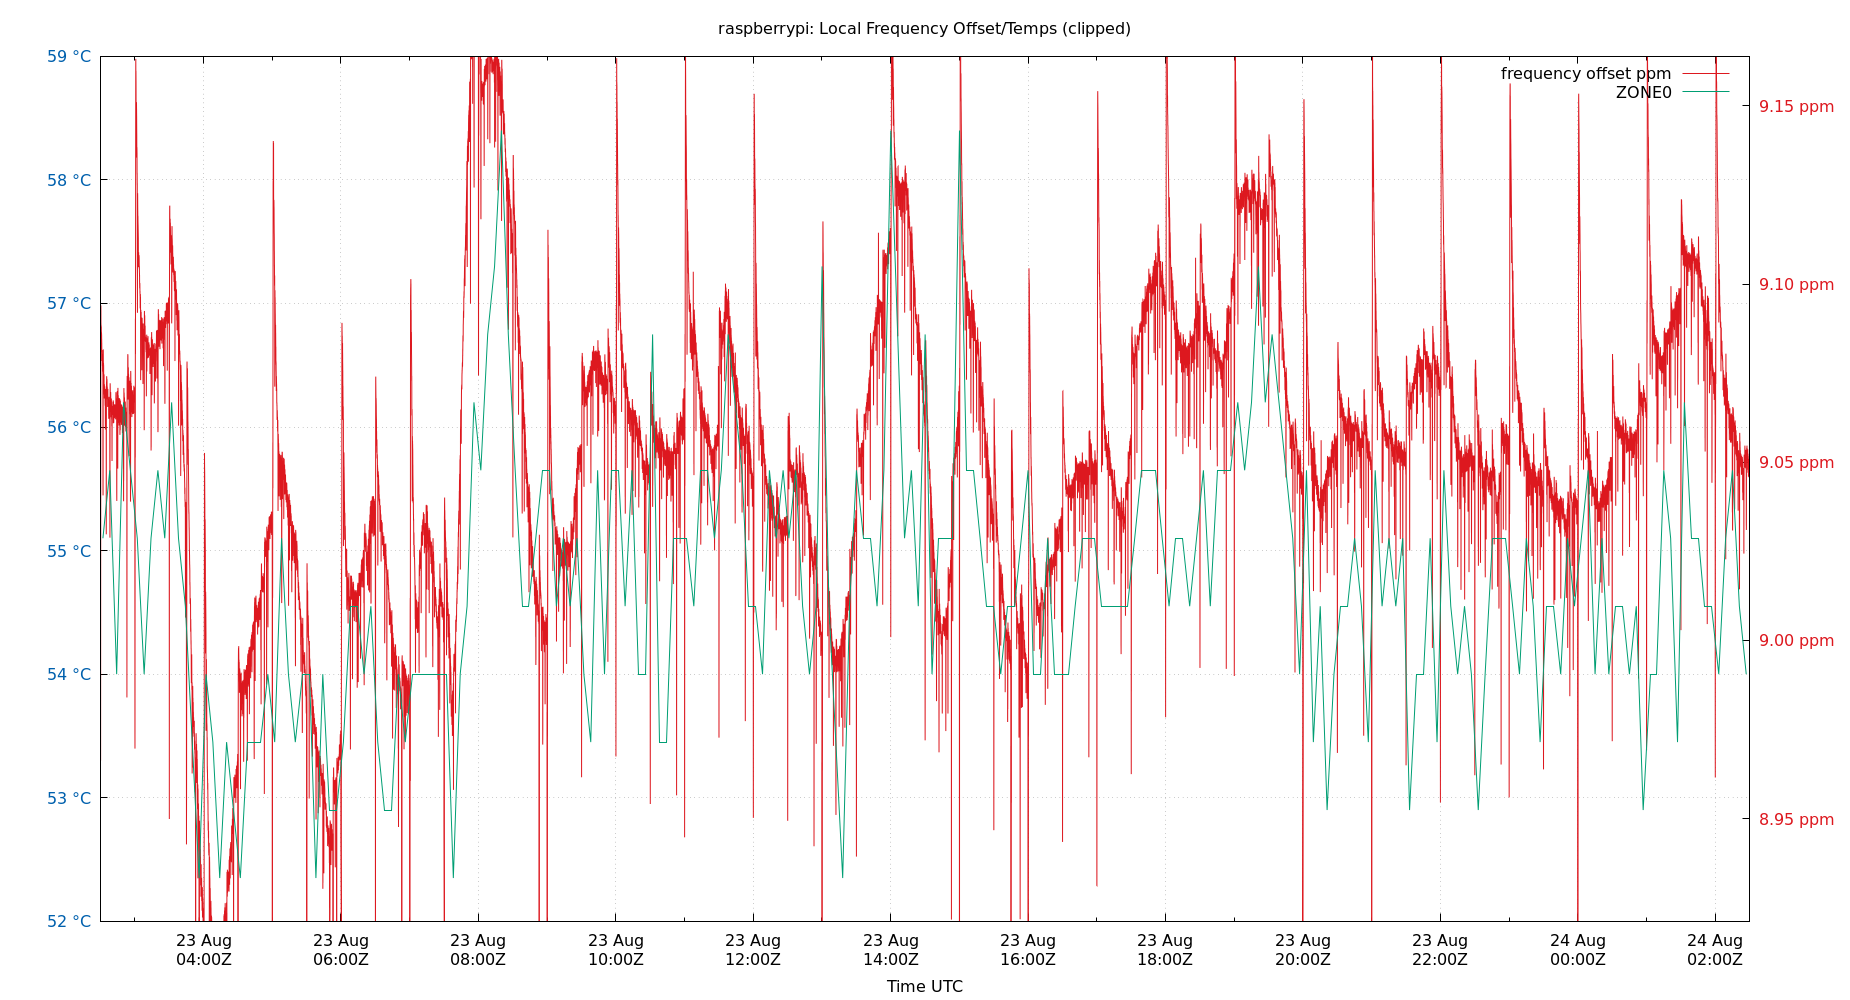 raspberrypi: Local Frequency Offset/Temps (clipped)
59 °C
58 °C
57 °C
56 °C
55 °C
54 °C
53 °C
52 °C
frequency offset ppm
ZONE0
9.15 ppm
9.10 ppm
9.05 ppm
9.00 ppm
8.95 ppm
23 Aug
04:00Z
23 Aug
06:00Z
23 Aug
08:00Z
23 Aug
10:00Z
23 Aug
12:00Z
23 Aug
14:00Z
23 Aug
16:00Z
23 Aug
18:00Z
23 Aug
20:00Z
23 Aug
22:00Z
24 Aug
00:00Z
24 Aug
02:00Z
Time UTC